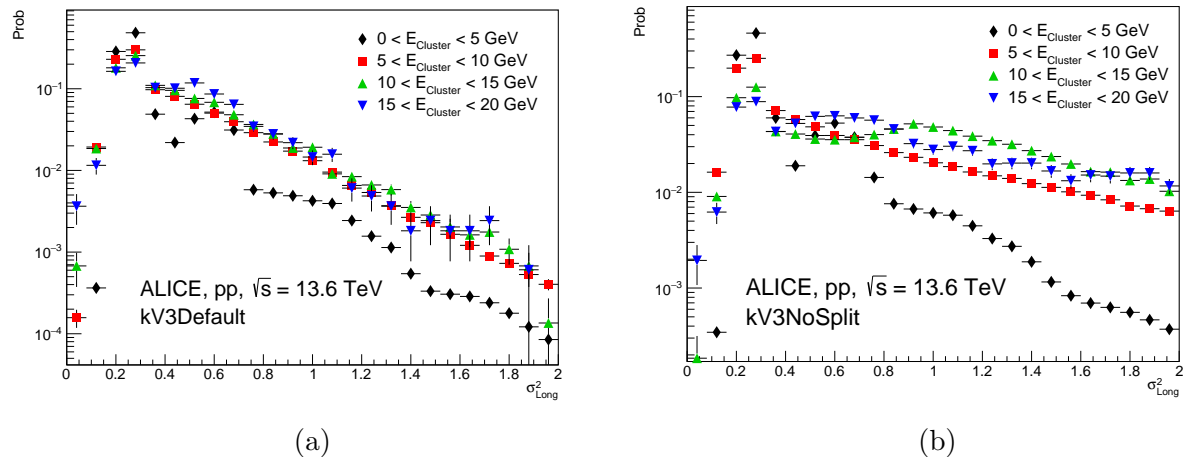 Prob
10⁻¹
10⁻²
10⁻³
10⁻⁴
0 < E_Cluster < 5 GeV
5 < E_Cluster < 10 GeV
10 < E_Cluster < 15 GeV
15 < E_Cluster < 20 GeV
ALICE, pp, √s = 13.6 TeV
kV3Default
0 0.2 0.4 0.6 0.8 1 1.2 1.4 1.6 1.8 2
σ²_Long
(a)
Prob
10⁻¹
10⁻²
10⁻³
0 < E_Cluster < 5 GeV
5 < E_Cluster < 10 GeV
10 < E_Cluster < 15 GeV
15 < E_Cluster < 20 GeV
ALICE, pp, √s = 13.6 TeV
kV3NoSplit
0 0.2 0.4 0.6 0.8 1 1.2 1.4 1.6 1.8 2
σ²_Long
(b)